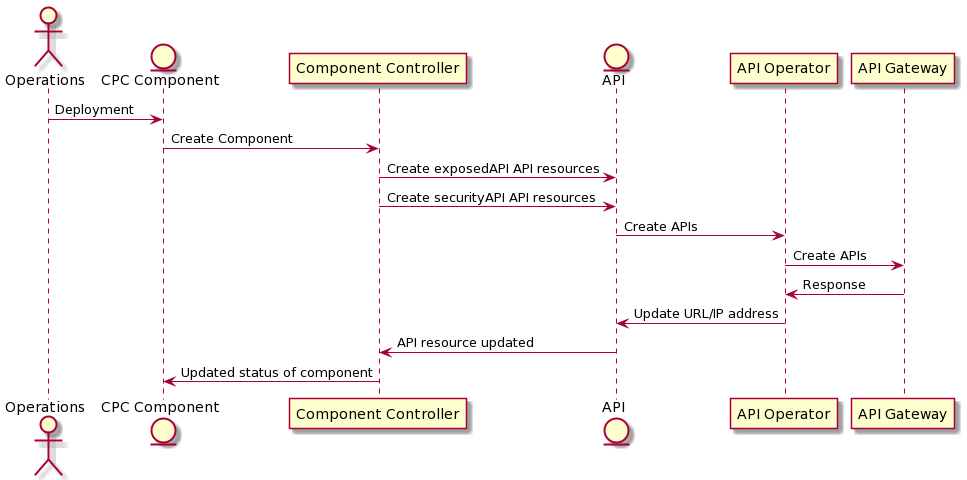 Operations
CPC Component
Component Controller
API
API Operator
API Gateway
Deployment
Create Component
Create exposedAPI API resources
Create securityAPI API resources
Create APIs
Create APIs
Response
Update URL/IP address
API resource updated
Updated status of component
Operations
CPC Component
Component Controller
API
API Operator
API Gateway